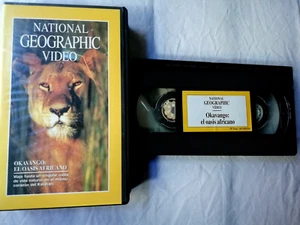 NATIONAL
GEOGRAPHIC
VIDEO
OKAVANGO:
EL OASIS AFRICANO
NATIONAL
GEOGRAPHIC
VIDEO
Okavango:
el oasis africano